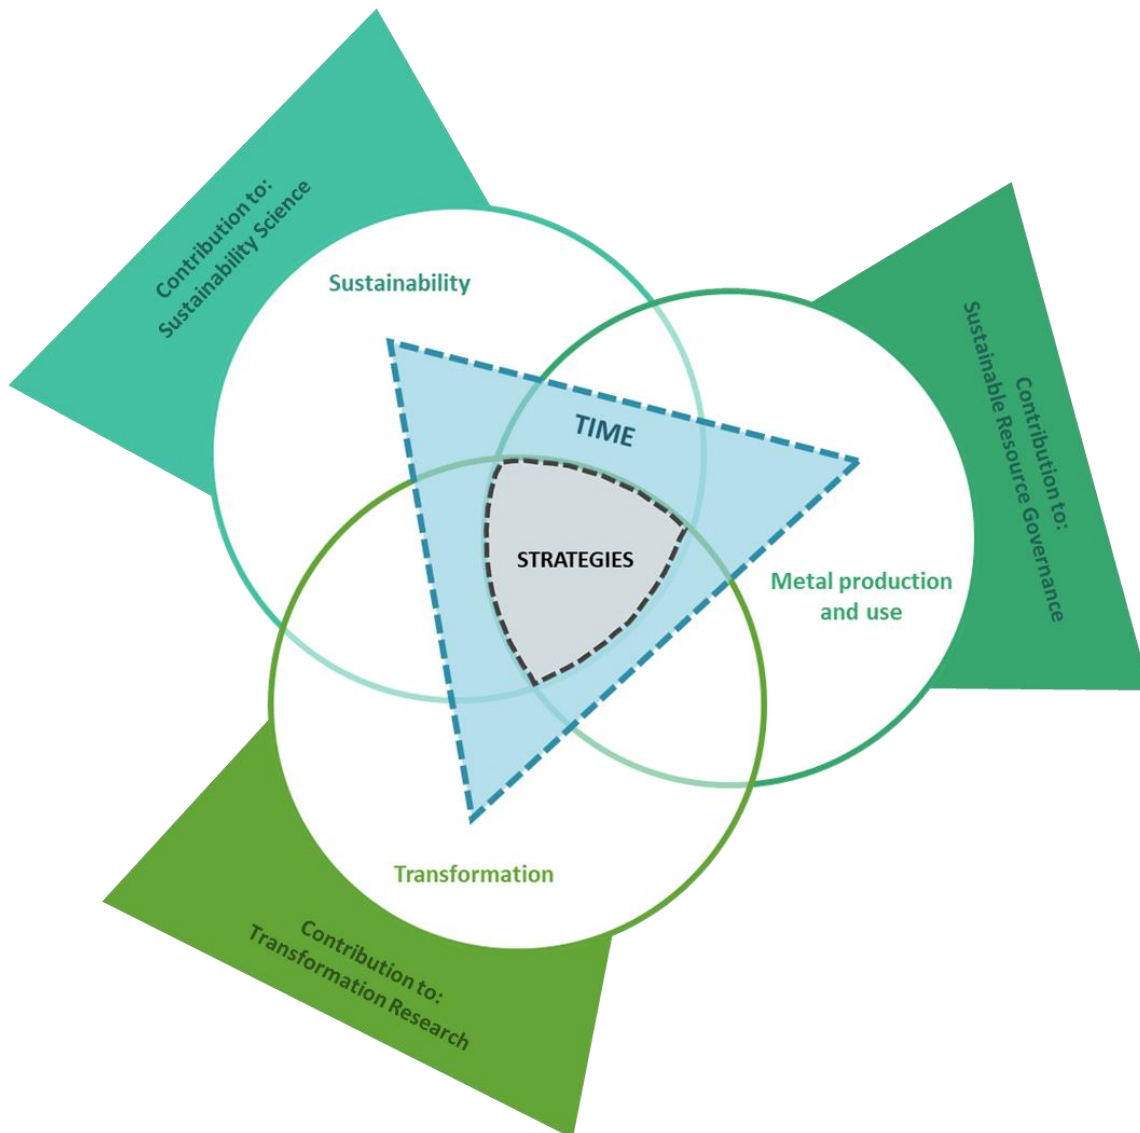 Contribution to:
Sustainability Science
Sustainability
Contribution to:
Sustainable Resource Governance
TIME
STRATEGIES
Metal production
and use
Transformation
Contribution to:
Transformation Research